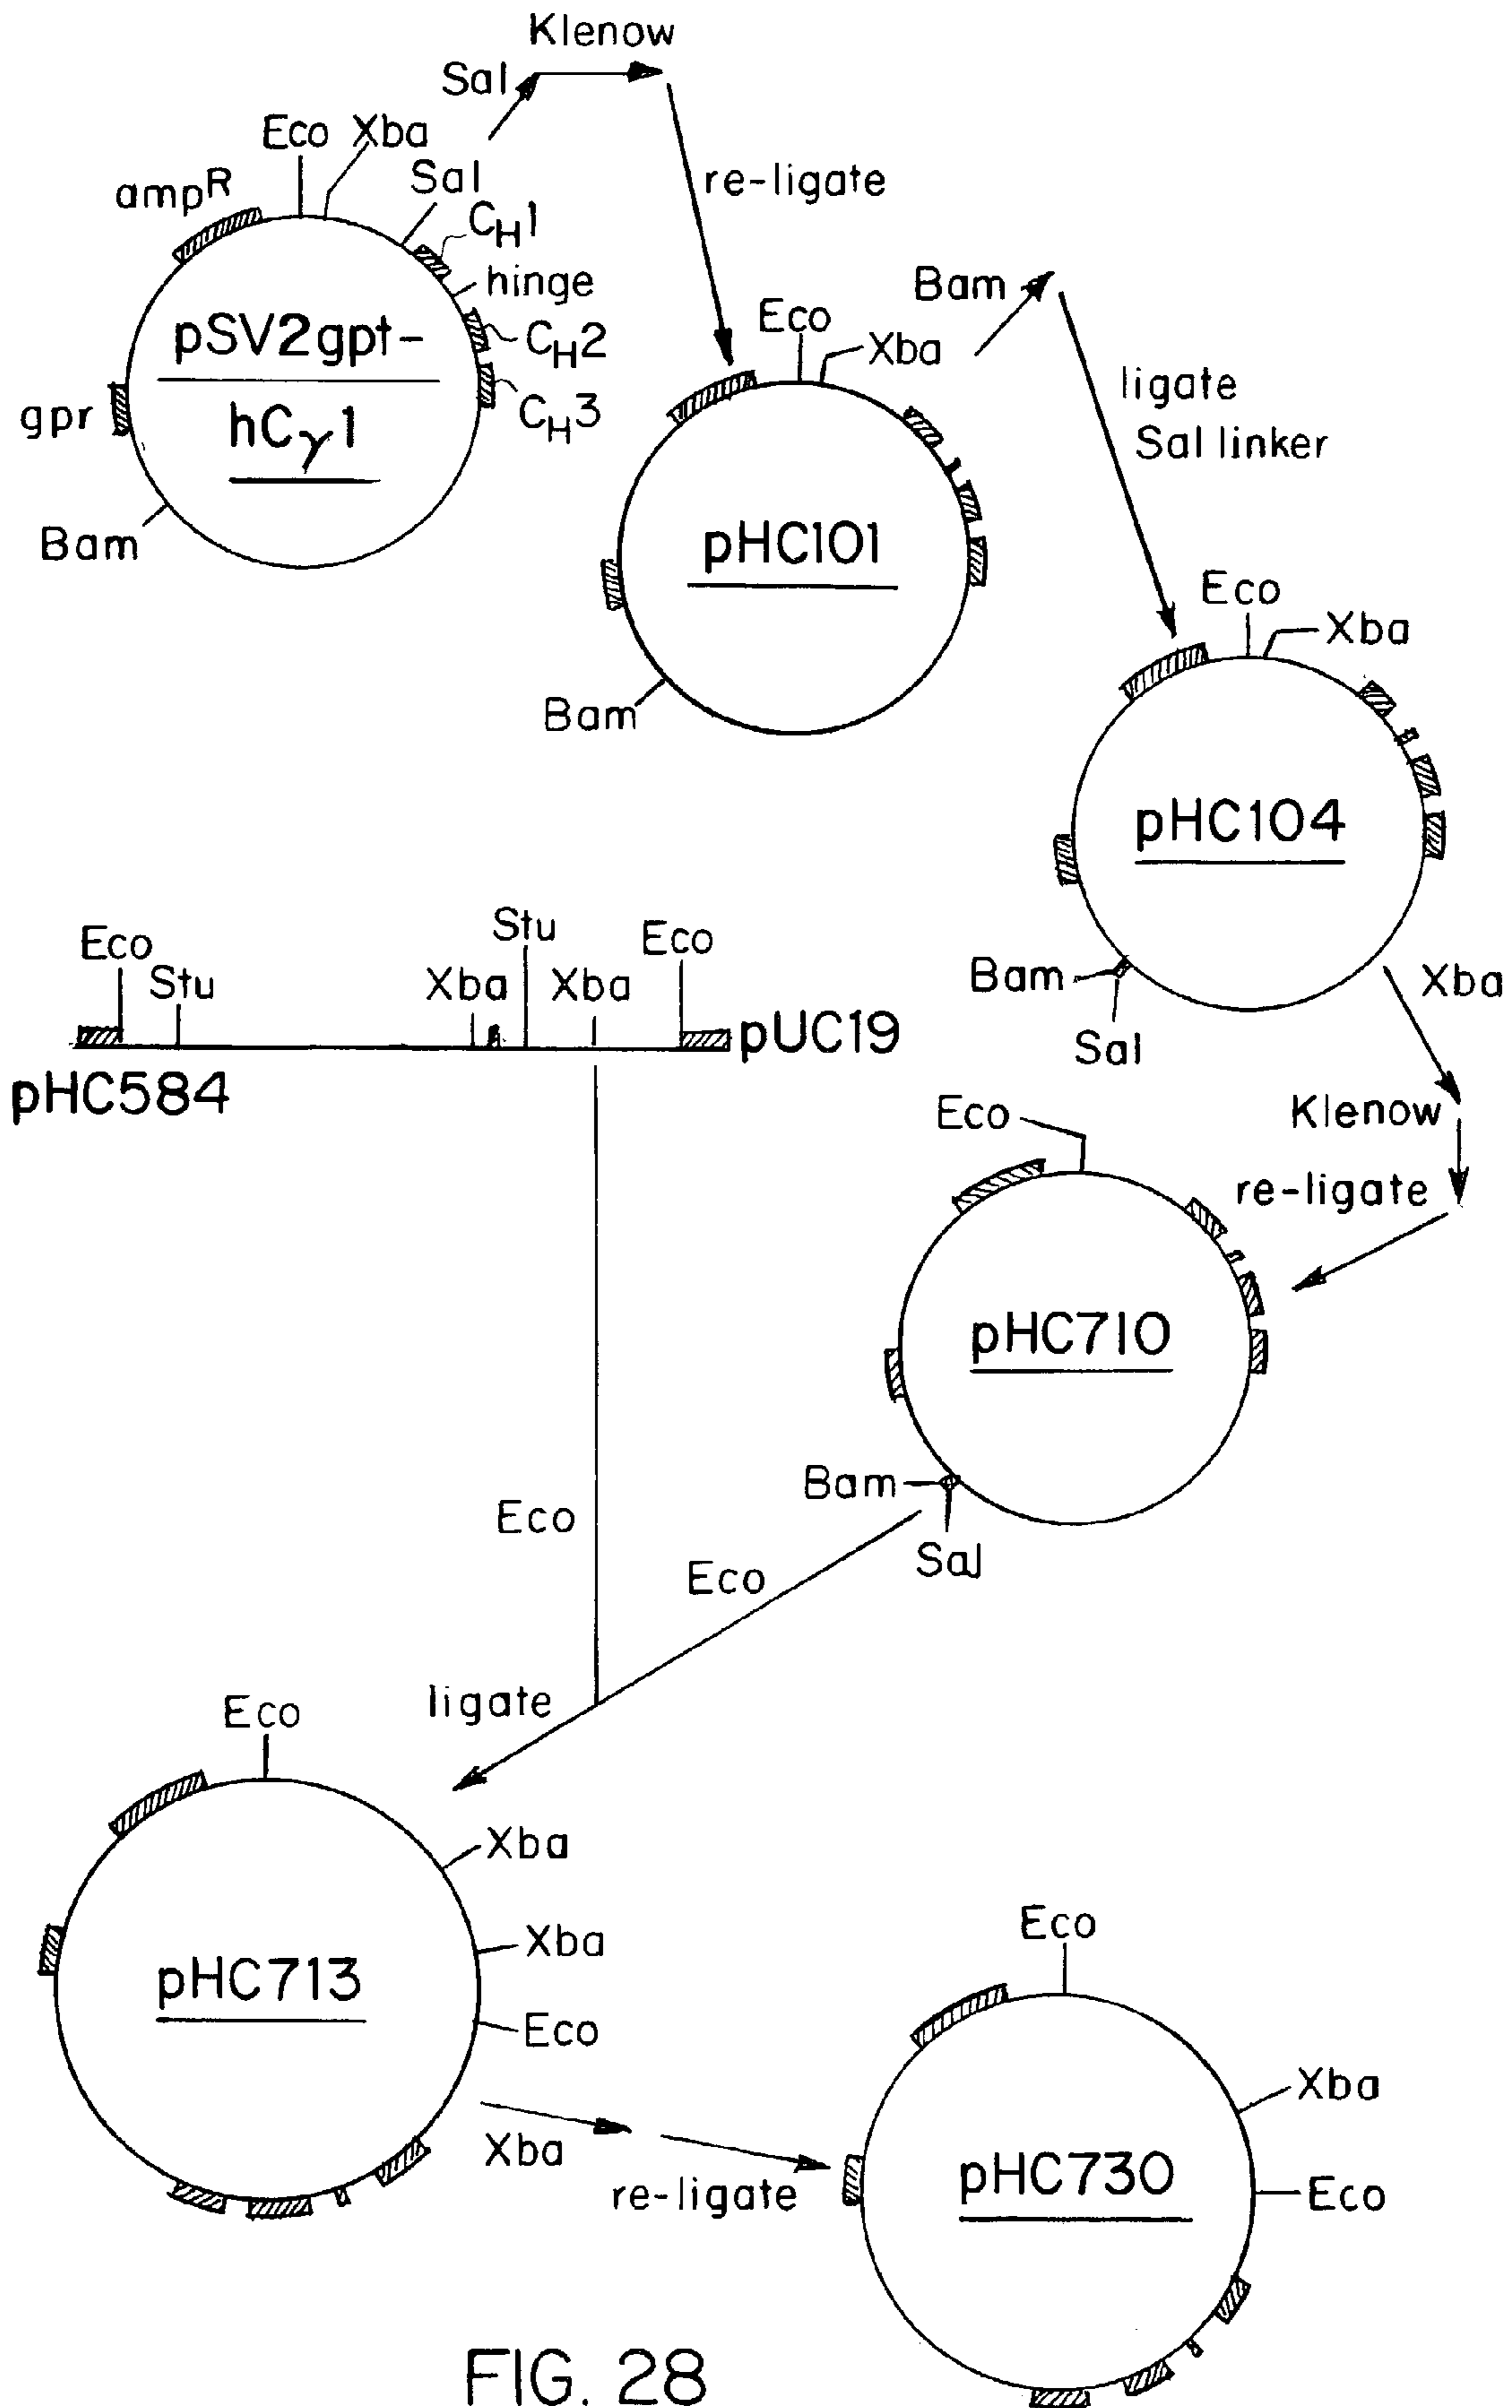 Klenow
Sal
re-ligate
Eco
Xba
ampR
Sal
CH1
hinge
CH2
CH3
pSV2gpt-
hCγ1
gpr
Bam
Bam
ligate
Sal linker
Eco
Xba
pHC101
Bam
Eco
Xba
pHC104
Bam
Sal
Xba
Klenow
re-ligate
Eco
Stu
Xba
Stu
Xba
Eco
pUC19
pHC584
Eco
pHC710
Bam
Sal
Eco
Eco
ligate
Eco
Xba
Xba
Eco
pHC713
Xba
re-ligate
Eco
Xba
Eco
pHC730
FIG. 28